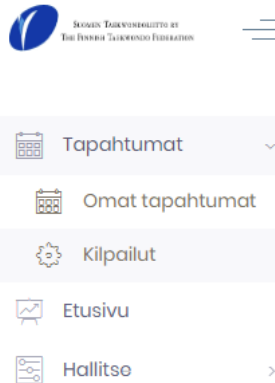 SUOMEN TAEKWONDOLIITTO RY
THE FINNISH TAEKWONDO FEDERATION
Tapahtumat
Omat tapahtumat
Kilpailut
Etusivu
Hallitse